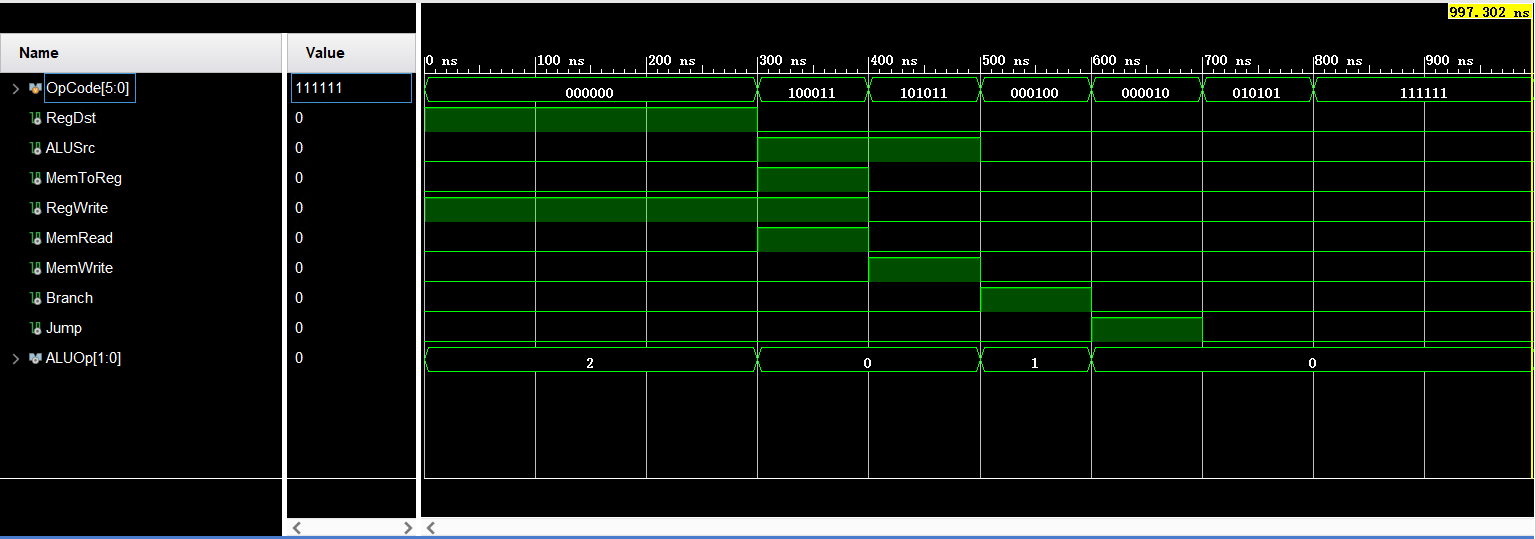 997.302 ns
Name Value
0 ns 100 ns 200 ns 300 ns 400 ns 500 ns 600 ns 700 ns 800 ns 900 ns
OpCode[5:0] 111111 000000 100011 101011 000100 000010 010101 111111
RegDst 0
ALUSrc 0
MemToReg 0
RegWrite 0
MemRead 0
MemWrite 0
Branch 0
Jump 0
ALUOp[1:0] 0 2 0 1 0